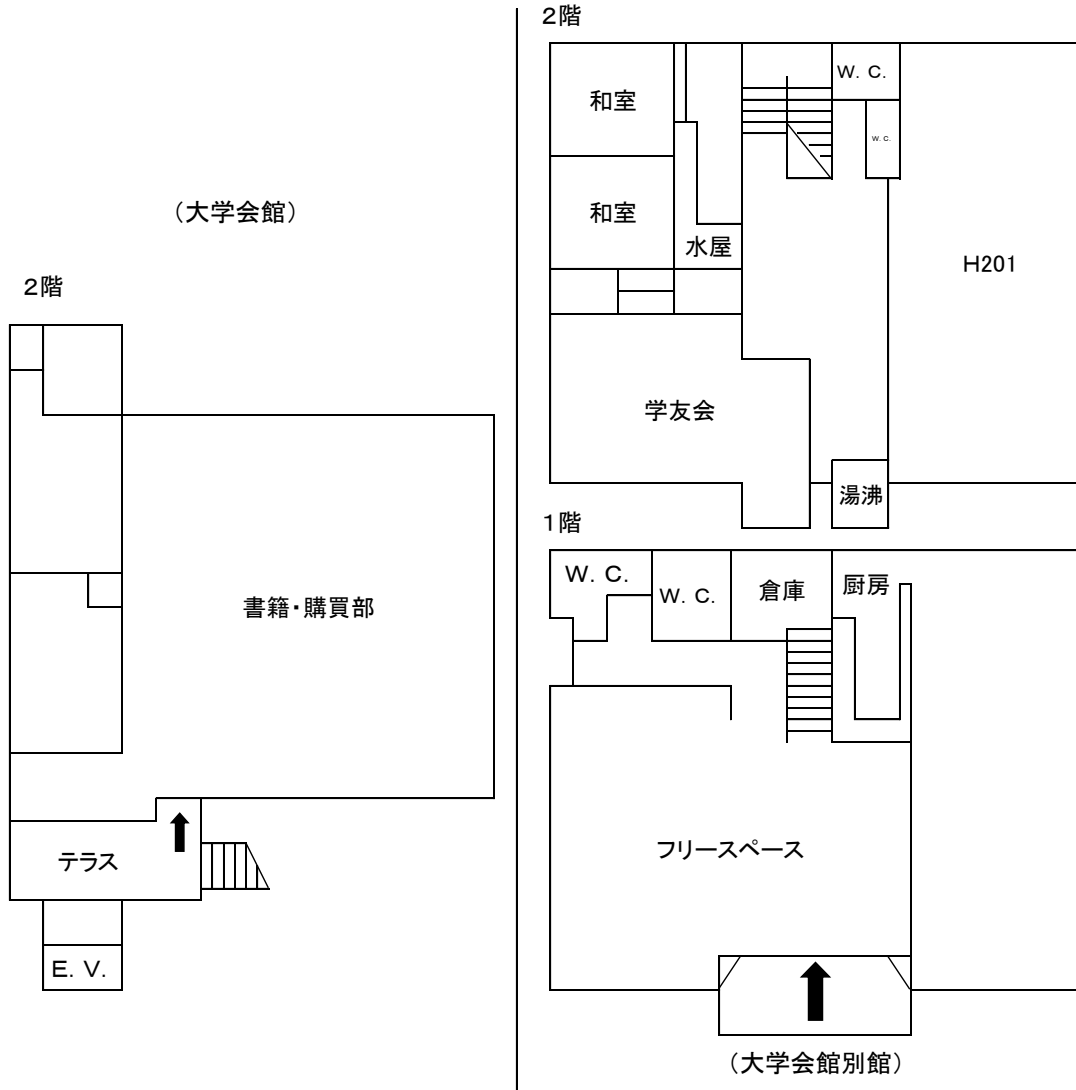 (大学会館)
2階
書籍・購買部
テラス
E. V.
2階
和室
W. C.
W. C.
和室
水屋
H201
学友会
湯沸
1階
W. C.
W. C.
倉庫
厨房
フリースペース
(大学会館別館)